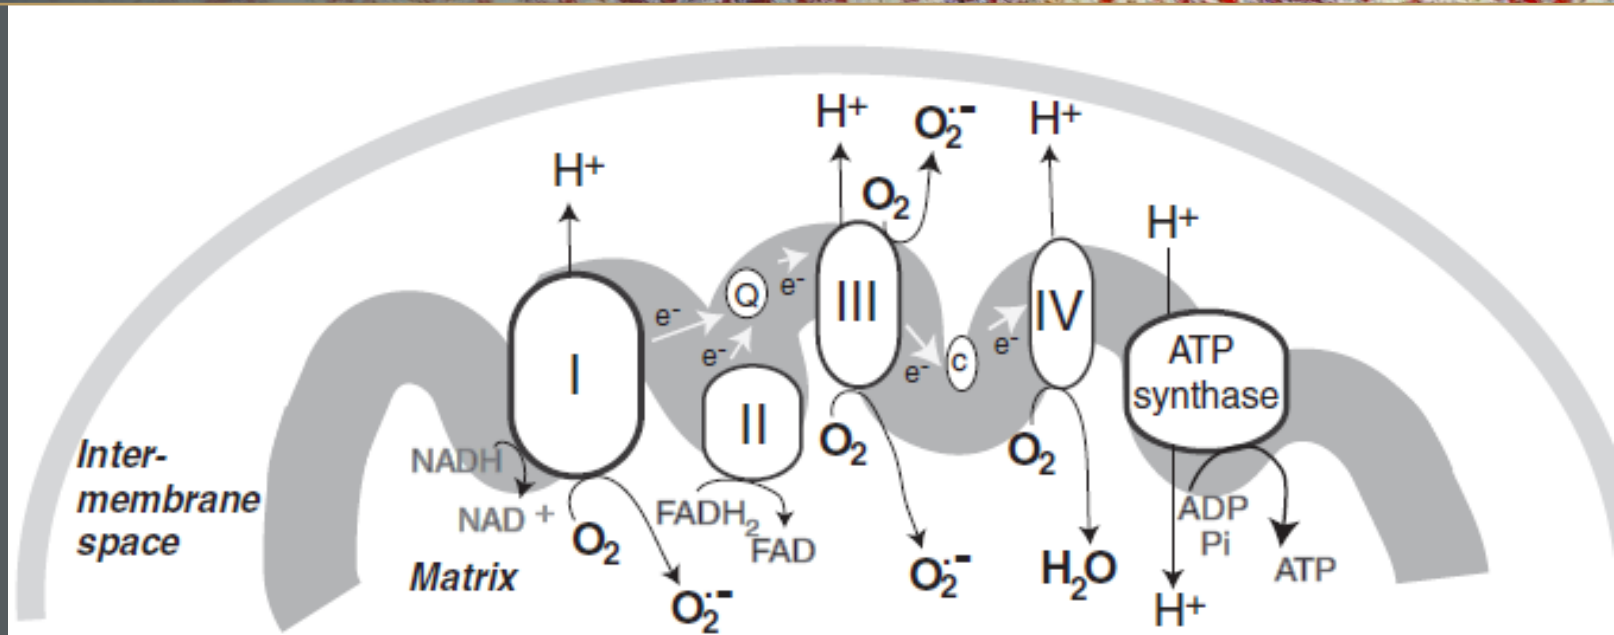 H+
O2·-
H+
H+
O2
H+
I
e-
Q
e-
III
e-
IV
e-
c
e-
II
ATP
synthase
O2
O2
Inter-
membrane
space
NADH
NAD +
FADH2
FAD
ADP
Pi
ATP
Matrix
O2
O2·-
O2·-
H2O
H+